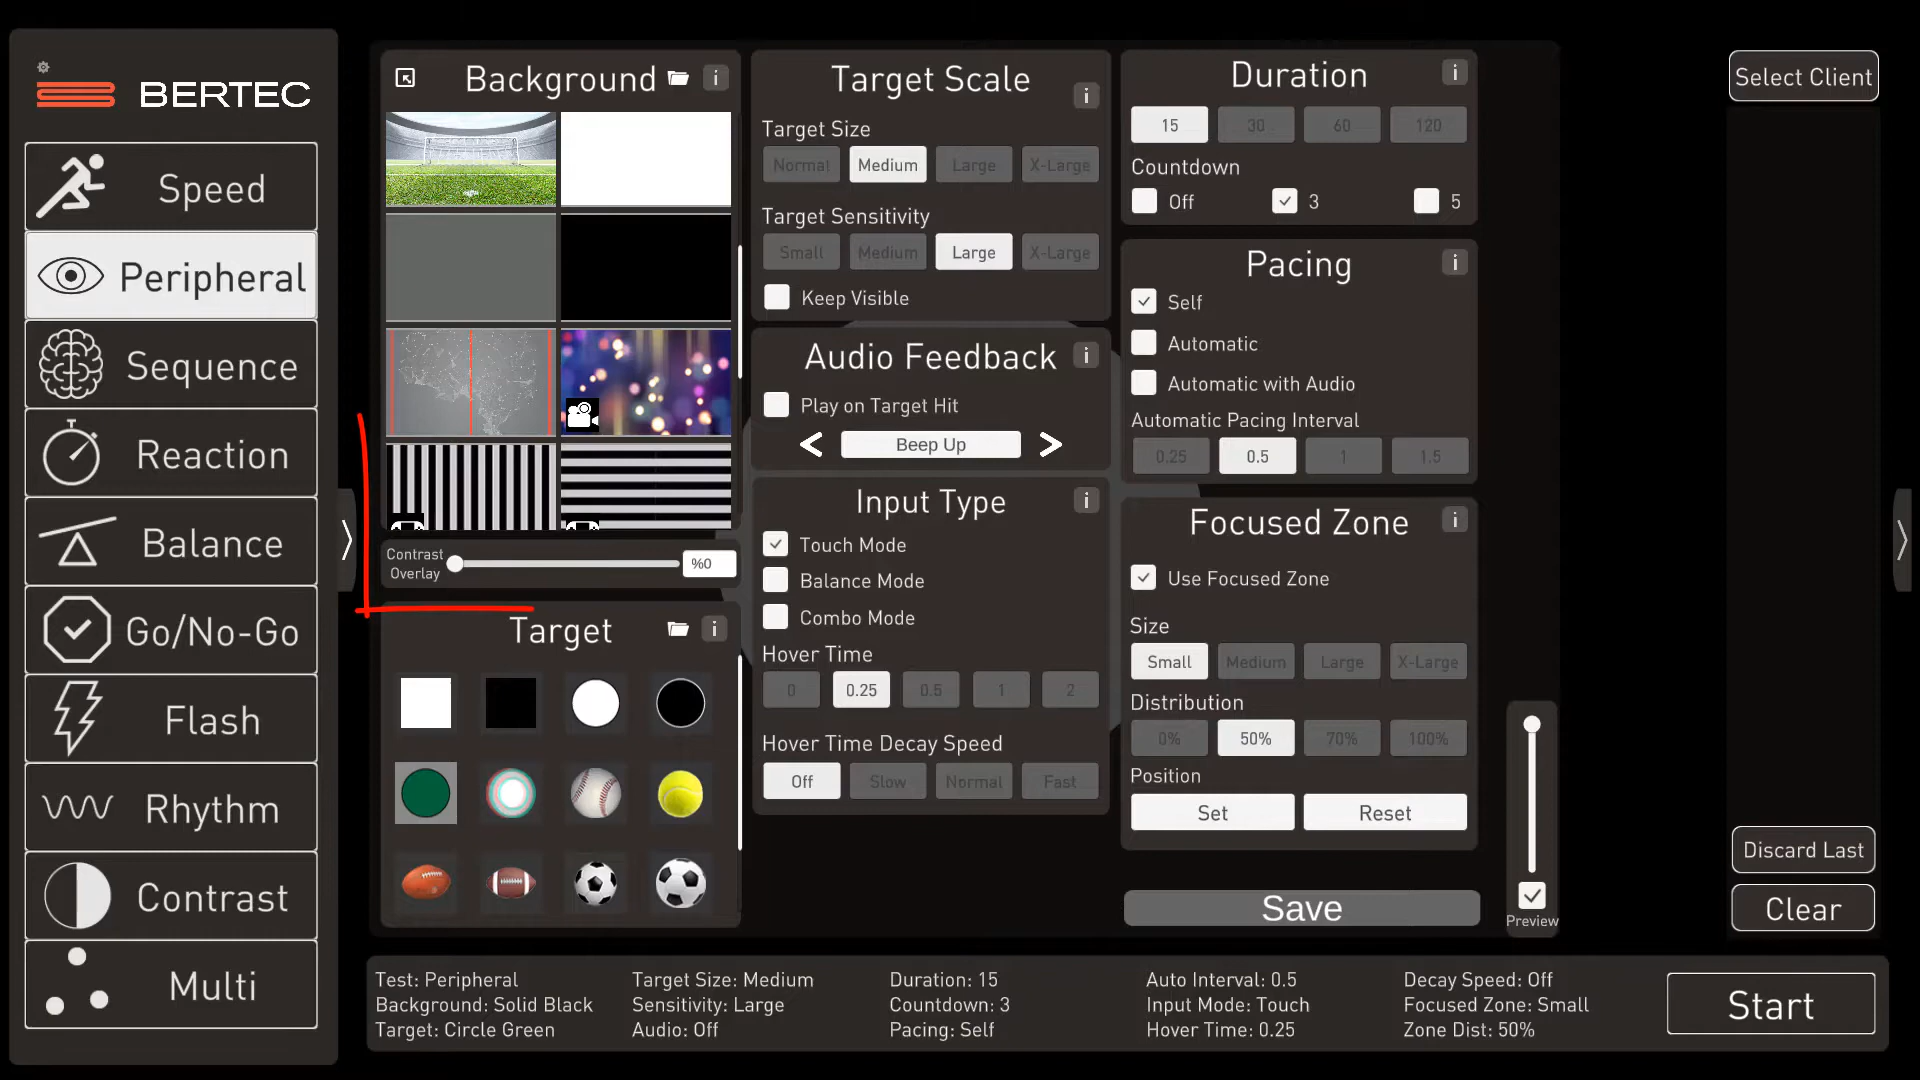 BERTEC
Speed
Peripheral
Sequence
Reaction
Balance
Go/No-Go
Flash
Rhythm
Contrast
Multi
Background
i
Contrast
Overlay
%0
Target
i
Target Scale
i
Target Size
Normal Medium Large X-Large
Target Sensitivity
Small Medium Large X-Large
Keep Visible
Audio Feedback
i
Play on Target Hit
Beep Up
Input Type
i
Touch Mode
Balance Mode
Combo Mode
Hover Time
0 0.25 0.5 1 2
Hover Time Decay Speed
Off Slow Normal Fast
Duration
i
15 30 60 120
Countdown
Off 3 5
Pacing
i
Self
Automatic
Automatic with Audio
Automatic Pacing Interval
0.25 0.5 1 1.5
Focused Zone
i
Use Focused Zone
Size
Small Medium Large X-Large
Distribution
0% 50% 70% 100%
Position
Set Reset
Save
Preview
Select Client
Discard Last
Clear
Test: Peripheral
Background: Solid Black
Target: Circle Green
Target Size: Medium
Sensitivity: Large
Audio: Off
Duration: 15
Countdown: 3
Pacing: Self
Auto Interval: 0.5
Input Mode: Touch
Hover Time: 0.25
Decay Speed: Off
Focused Zone: Small
Zone Dist: 50%
Start